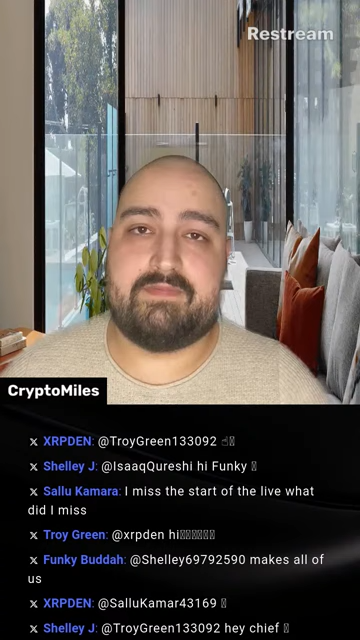 Restream
CryptoMiles
XRPDEN: @TroyGreen133092
Shelley J: @IsaaqQureshi hi Funky
Sallu Kamara: I miss the start of the live what
did I miss
Troy Green: @xrpden hi
Funky Buddah: @Shelley69792590 makes all of
us
XRPDEN: @SalluKamar43169
Shelley J: @TroyGreen133092 hey chief